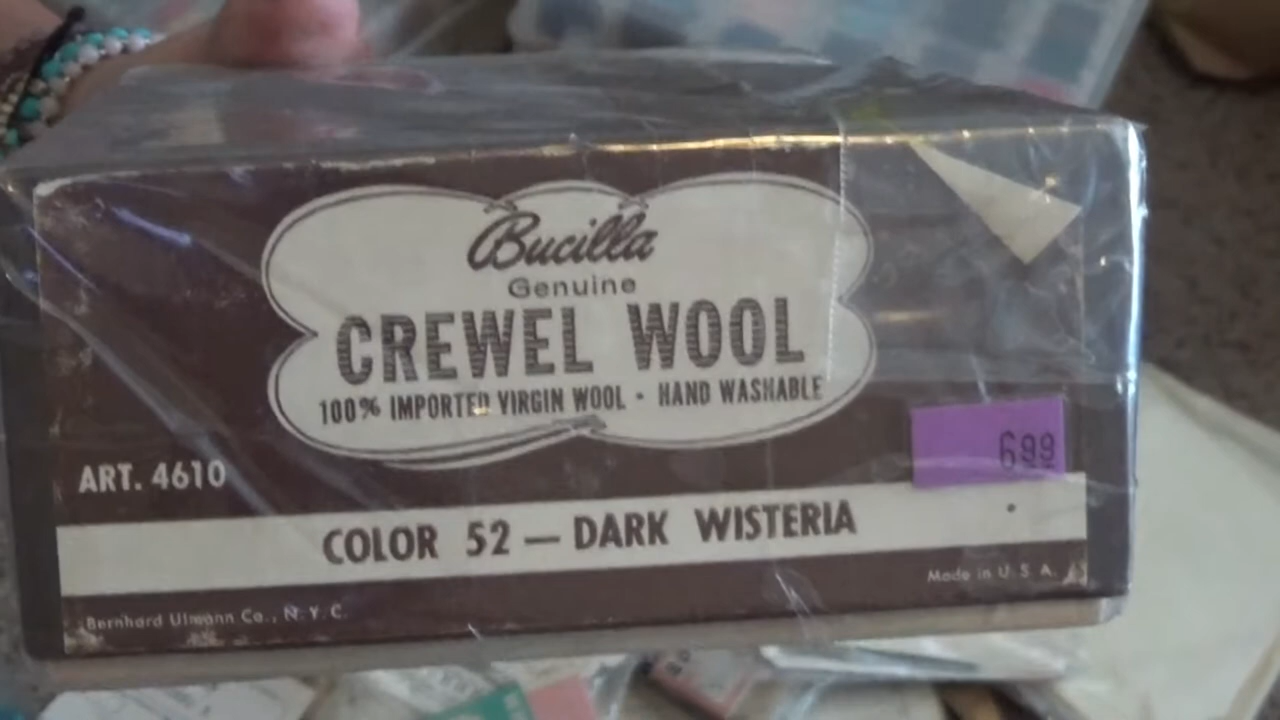 Bucilla
Genuine
CREWEL WOOL
100% IMPORTED VIRGIN WOOL · HAND WASHABLE
ART. 4610
699
COLOR 52 — DARK WISTERIA
Made in U.S.A.
Bernhard Ulmann Co., N.Y.C.